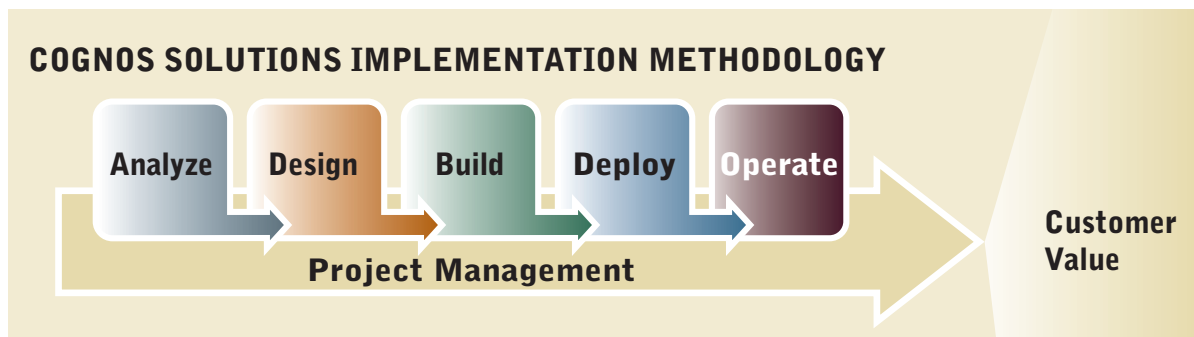 COGNOS SOLUTIONS IMPLEMENTATION METHODOLOGY
Analyze
Design
Build
Deploy
Operate
Project Management
Customer
Value